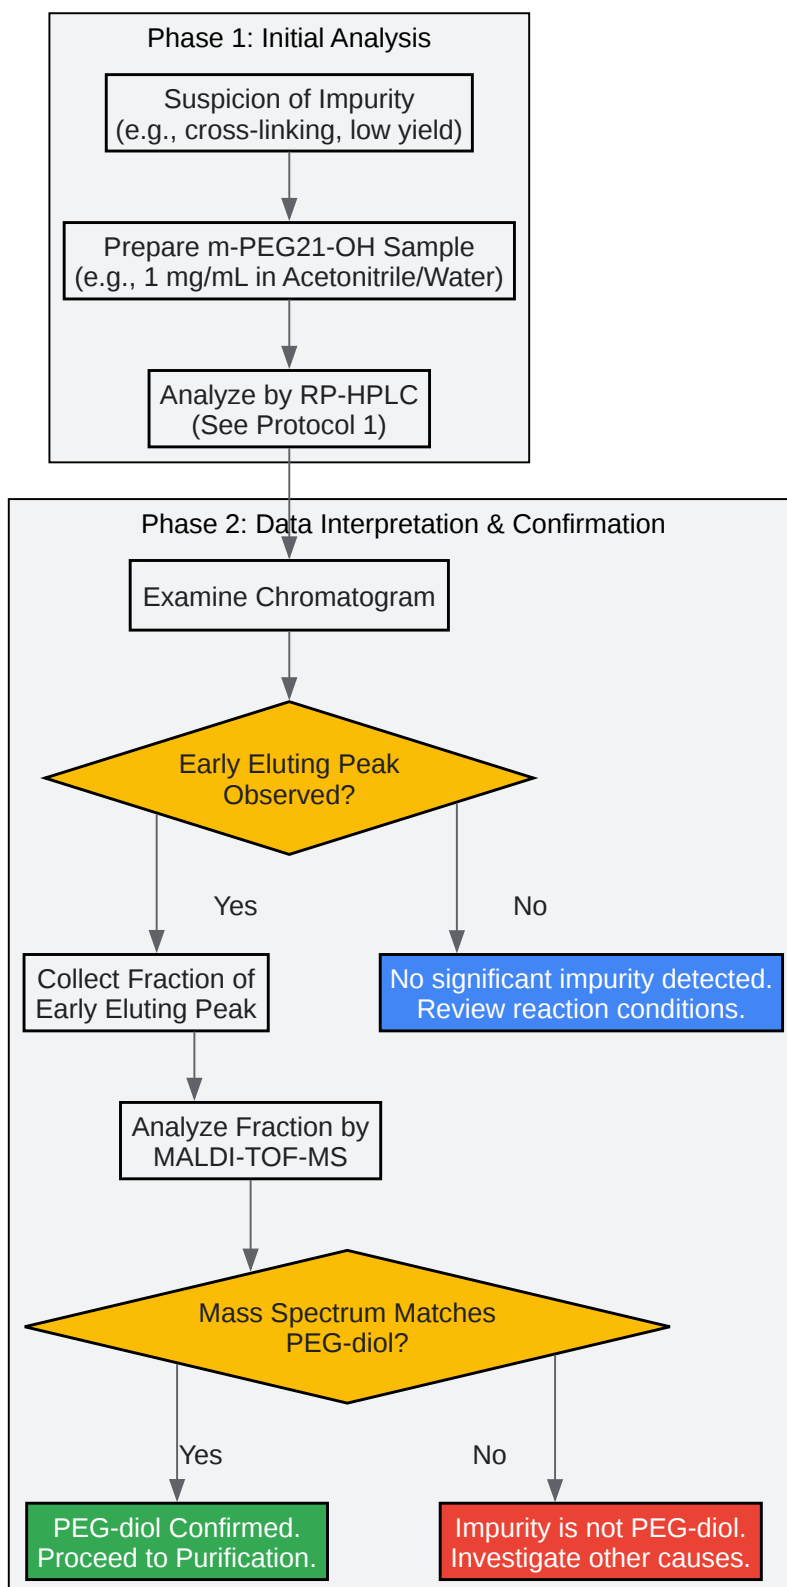 Phase 1: Initial Analysis
Suspicion of Impurity
(e.g., cross-linking, low yield)
Prepare m-PEG21-OH Sample
(e.g., 1 mg/mL in Acetonitrile/Water)
Analyze by RP-HPLC
(See Protocol 1)
Phase 2: Data Interpretation & Confirmation
Examine Chromatogram
Early Eluting Peak
Observed?
Yes
No
Collect Fraction of
Early Eluting Peak
No significant impurity detected.
Review reaction conditions.
Analyze Fraction by
MALDI-TOF-MS
Mass Spectrum Matches
PEG-diol?
Yes
No
PEG-diol Confirmed.
Proceed to Purification.
Impurity is not PEG-diol.
Investigate other causes.